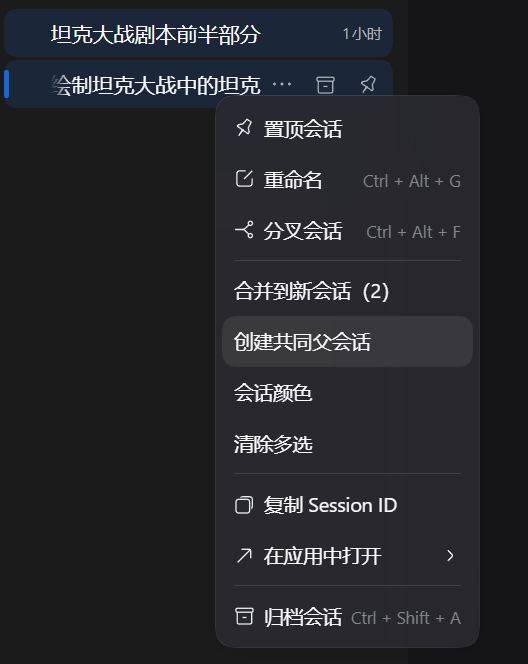 坦克大战剧本前半部分 1小时
绘制坦克大战中的坦克 ···
置顶会话
重命名 Ctrl + Alt + G
分叉会话 Ctrl + Alt + F
合并到新会话（2）
创建共同父会话
会话颜色
清除多选
复制 Session ID
在应用中打开
归档会话 Ctrl + Shift + A